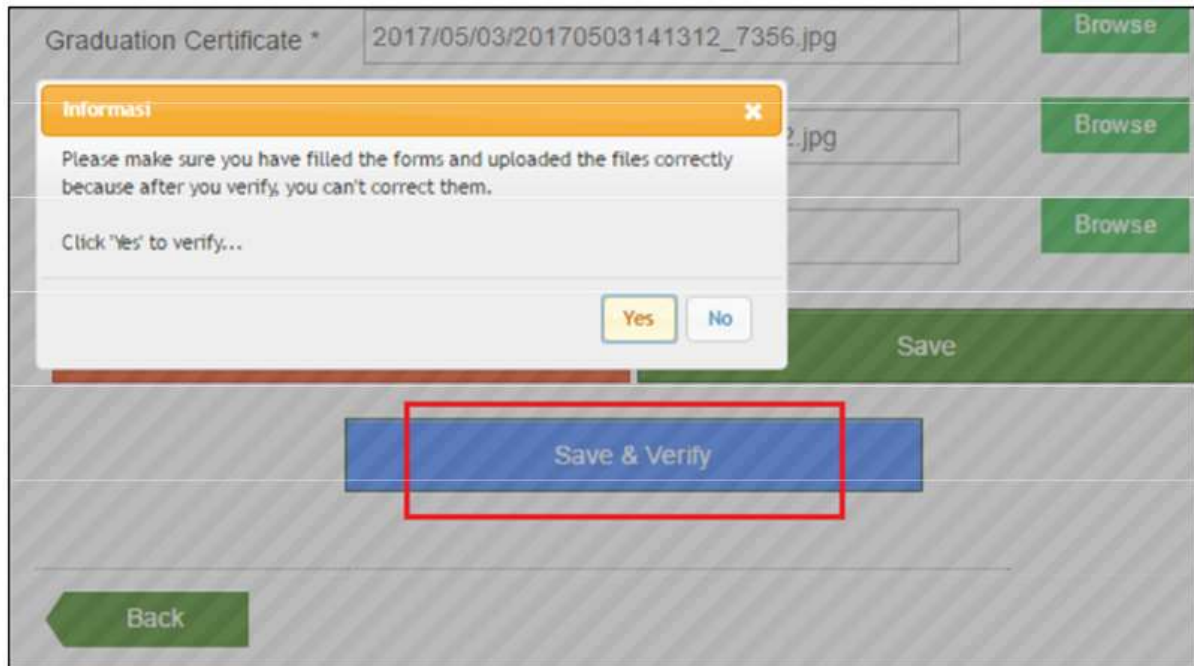 Graduation Certificate * 2017/05/03/20170503141312_7356.jpg Browse
Informasi
2.jpg Browse
Please make sure you have filled the forms and uploaded the files correctly
because after you verify, you can't correct them.
Browse
Click 'Yes' to verify...
Yes No
Save
Save & Verify
Back